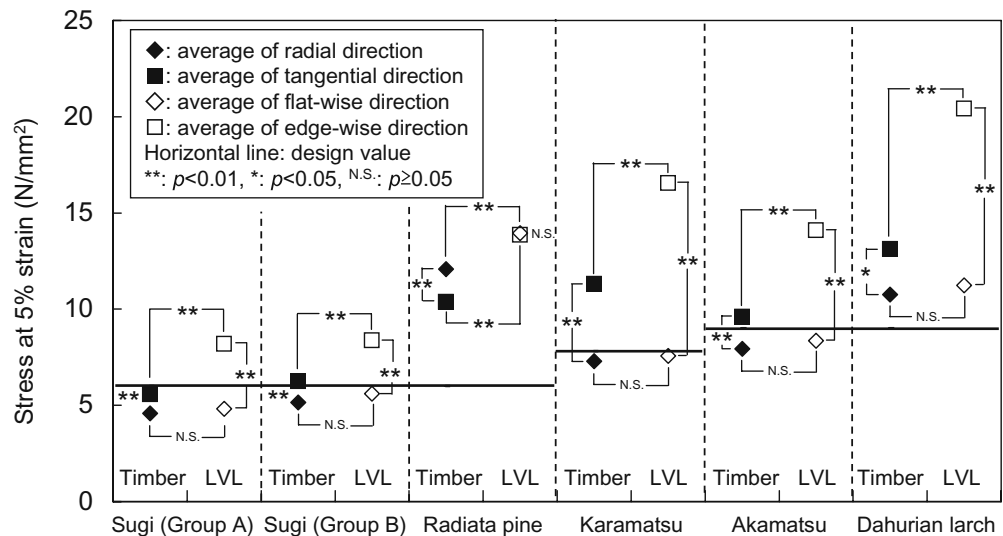 25
20
15
10
5
0
Stress at 5% strain (N/mm²)
◆: average of radial direction
■: average of tangential direction
◇: average of flat-wise direction
□: average of edge-wise direction
Horizontal line: design value
**: p<0.01, *: p<0.05, N.S.: p≥0.05
** ** ** N.S.
** ** ** N.S.
** ** ** N.S.
** ** ** N.S.
** ** ** N.S.
** * ** N.S.
Timber LVL Timber LVL Timber LVL Timber LVL Timber LVL Timber LVL
Sugi (Group A) Sugi (Group B) Radiata pine Karamatsu Akamatsu Dahurian larch